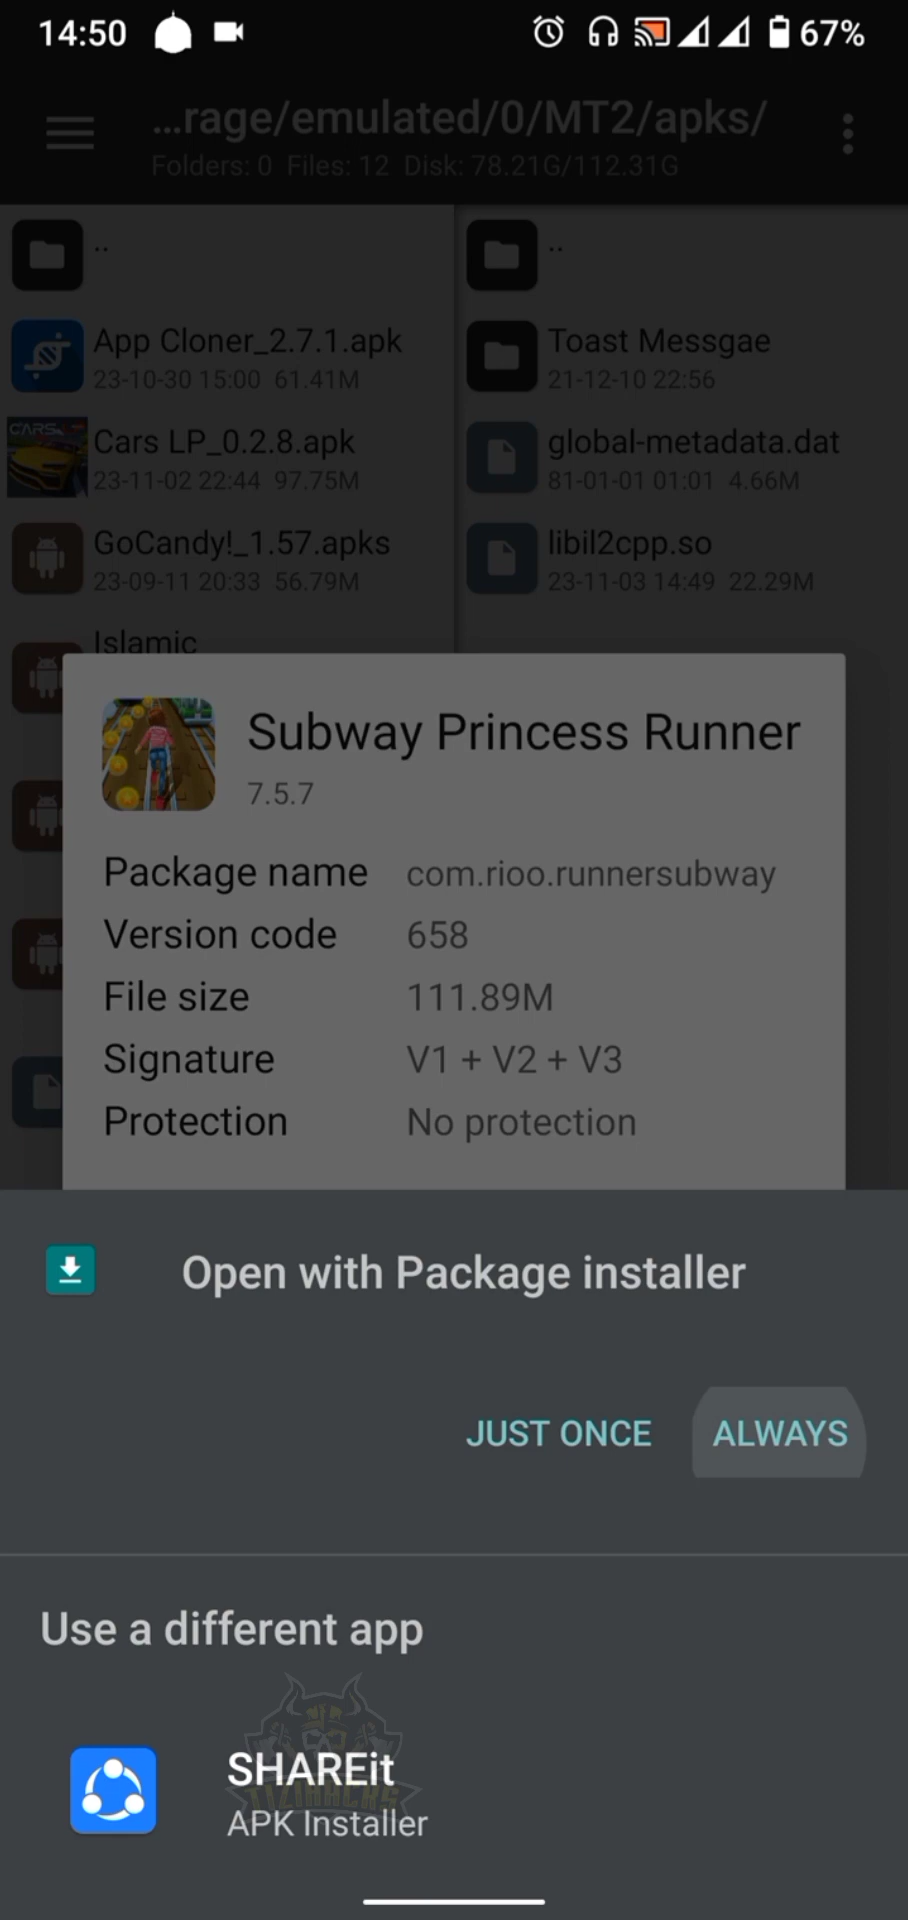 14:50
67%
...rage/emulated/0/MT2/apks/
Folders: 0 Files: 12 Disk: 78.21G/112.31G
..
App Cloner_2.7.1.apk
23-10-30 15:00 61.41M
CARS
Cars LP_0.2.8.apk
23-11-02 22:44 97.75M
GoCandy!_1.57.apks
23-09-11 20:33 56.79M
Islamic
..
Toast Messgae
21-12-10 22:56
global-metadata.dat
81-01-01 01:01 4.66M
libil2cpp.so
23-11-03 14:49 22.29M
Subway Princess Runner
7.5.7
Package name com.rioo.runnersubway
Version code 658
File size 111.89M
Signature V1 + V2 + V3
Protection No protection
Open with Package installer
JUST ONCE ALWAYS
Use a different app
SHAREit
TIZIHACKS
APK Installer